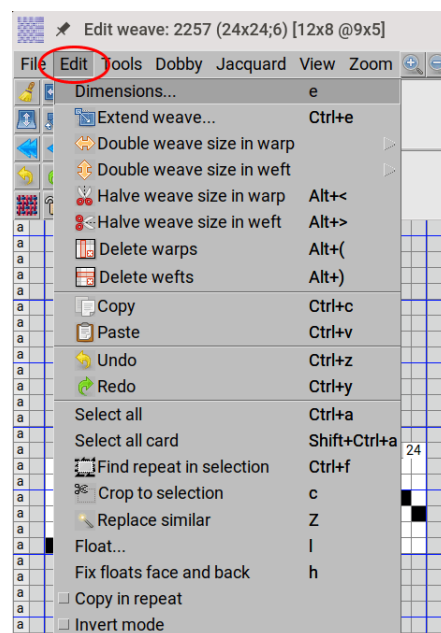 Edit weave: 2257 (24x24;6) [12x8 @9x5]
File Edit Tools Dobby Jacquard View Zoom
Dimensions... e
Extend weave... Ctrl+e
Double weave size in warp
Double weave size in weft
Halve weave size in warp Alt+<
Halve weave size in weft Alt+>
a Delete warps Alt+(
a
a Delete wefts Alt+)
a
a Copy Ctrl+c
a
a Paste Ctrl+v
a
a Undo Ctrl+z
a Redo Ctrl+y
a
a Select all Ctrl+a
a
a Select all card Shift+Ctrl+a 24
a
a Find repeat in selection Ctrl+f
a
a Crop to selection c
a Replace similar Z
a
a Float... l
a
a Fix floats face and back h
a
a Copy in repeat
a
a Invert mode